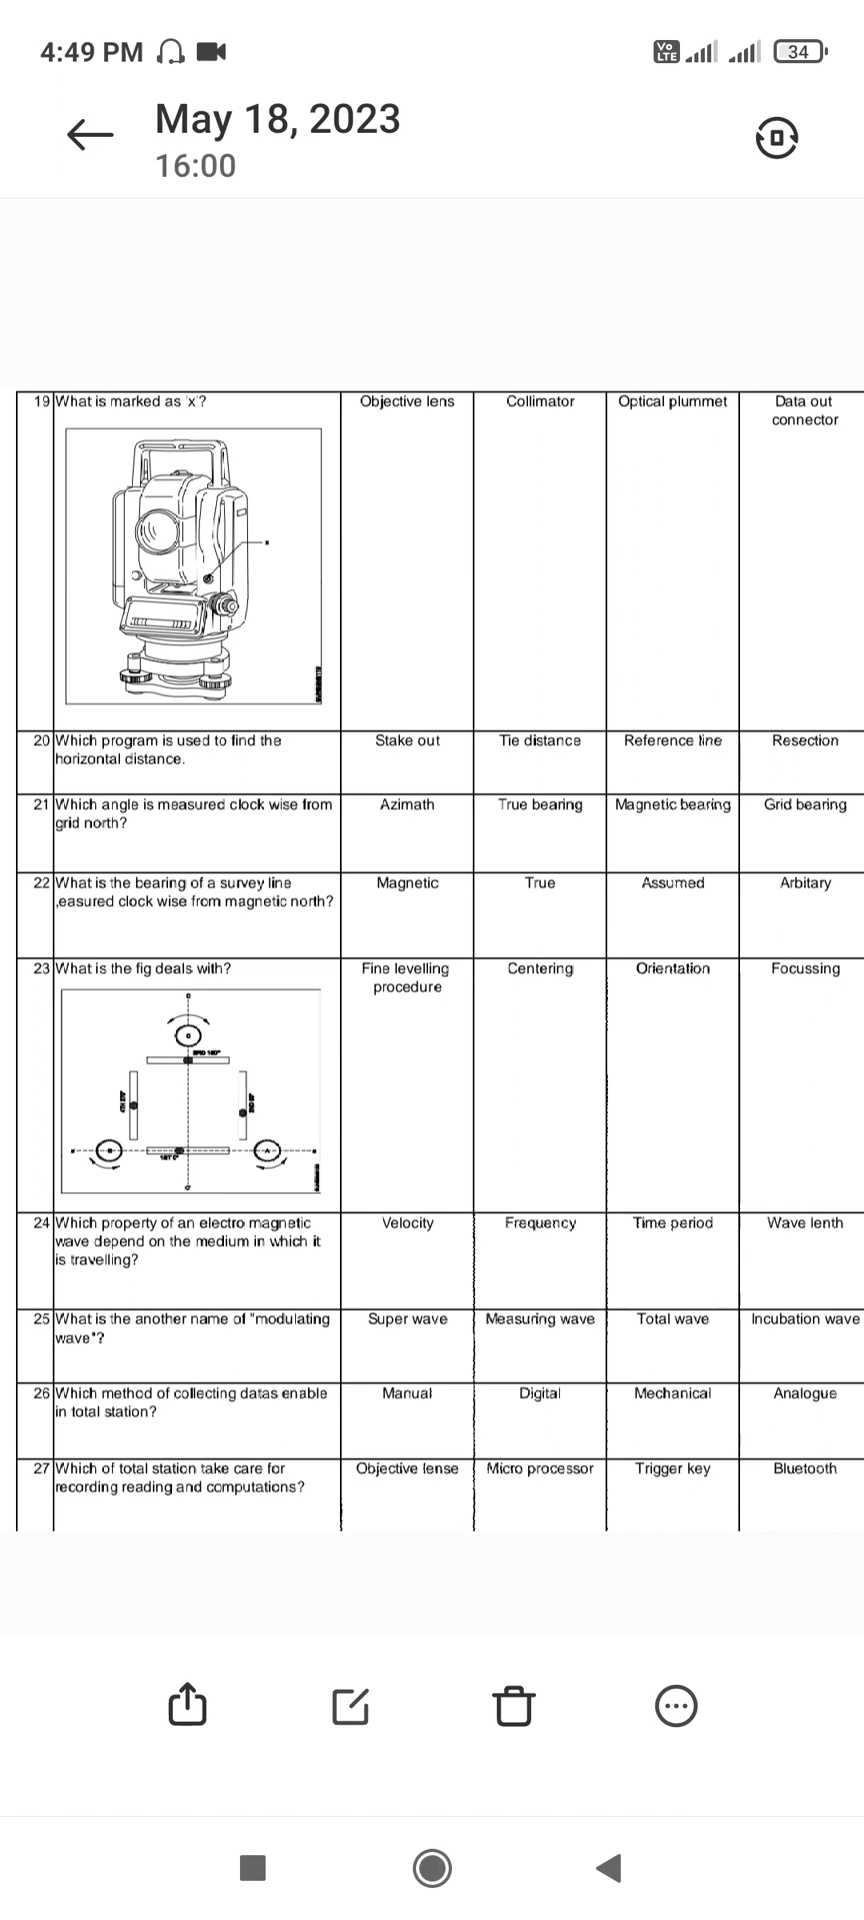 4:49 PM
Vo LTE
34
May 18, 2023
16:00
19 What is marked as 'x'? Objective lens Collimator Optical plummet Data out
connector
x
20 Which program is used to find the Stake out Tie distance Reference line Resection
horizontal distance.
21 Which angle is measured clock wise from Azimath True bearing Magnetic bearing Grid bearing
grid north?
22 What is the bearing of a survey line Magnetic True Assumed Arbitary
,easured clock wise from magnetic north?
23 What is the fig deals with? Fine levelling Centering Orientation Focussing
procedure
3RD 180°
4TH 270°
1ST 0°
A
24 Which property of an electro magnetic Velocity Frequency Time period Wave lenth
wave depend on the medium in which it
is travelling?
25 What is the another name of "modulating Super wave Measuring wave Total wave Incubation wave
wave"?
26 Which method of collecting datas enable Manual Digital Mechanical Analogue
in total station?
27 Which of total station take care for Objective lense Micro processor Trigger key Bluetooth
recording reading and computations?